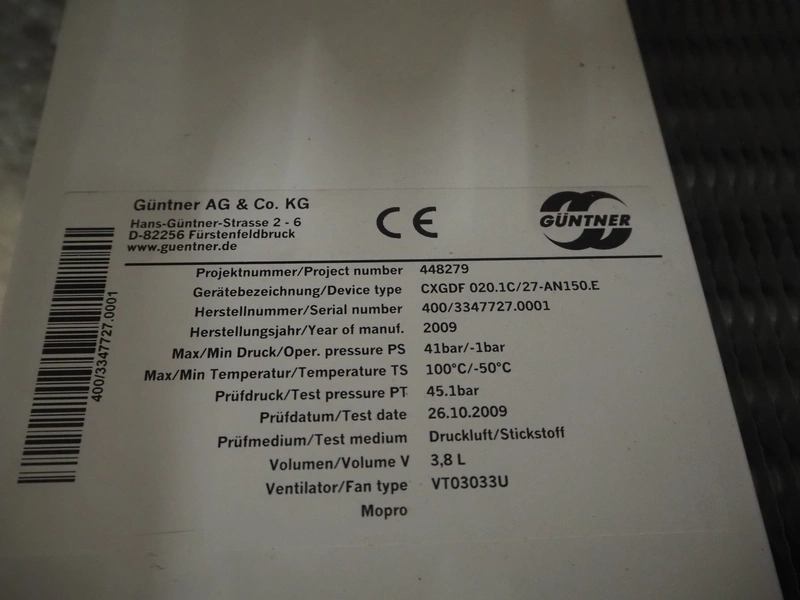 Güntner AG & Co. KG
Hans-Güntner-Strasse 2 - 6
D-82256 Fürstenfeldbruck
www.guentner.de
CE
GÜNTNER
400/3347727.0001
Projektnummer/Project number 448279
Gerätebezeichnung/Device type CXGDF 020.1C/27-AN150.E
Herstellnummer/Serial number 400/3347727.0001
Herstellungsjahr/Year of manuf. 2009
Max/Min Druck/Oper. pressure PS 41bar/-1bar
Max/Min Temperatur/Temperature TS 100°C/-50°C
Prüfdruck/Test pressure PT 45.1bar
Prüfdatum/Test date 26.10.2009
Prüfmedium/Test medium Druckluft/Stickstoff
Volumen/Volume V 3,8 L
Ventilator/Fan type VT03033U
Mopro